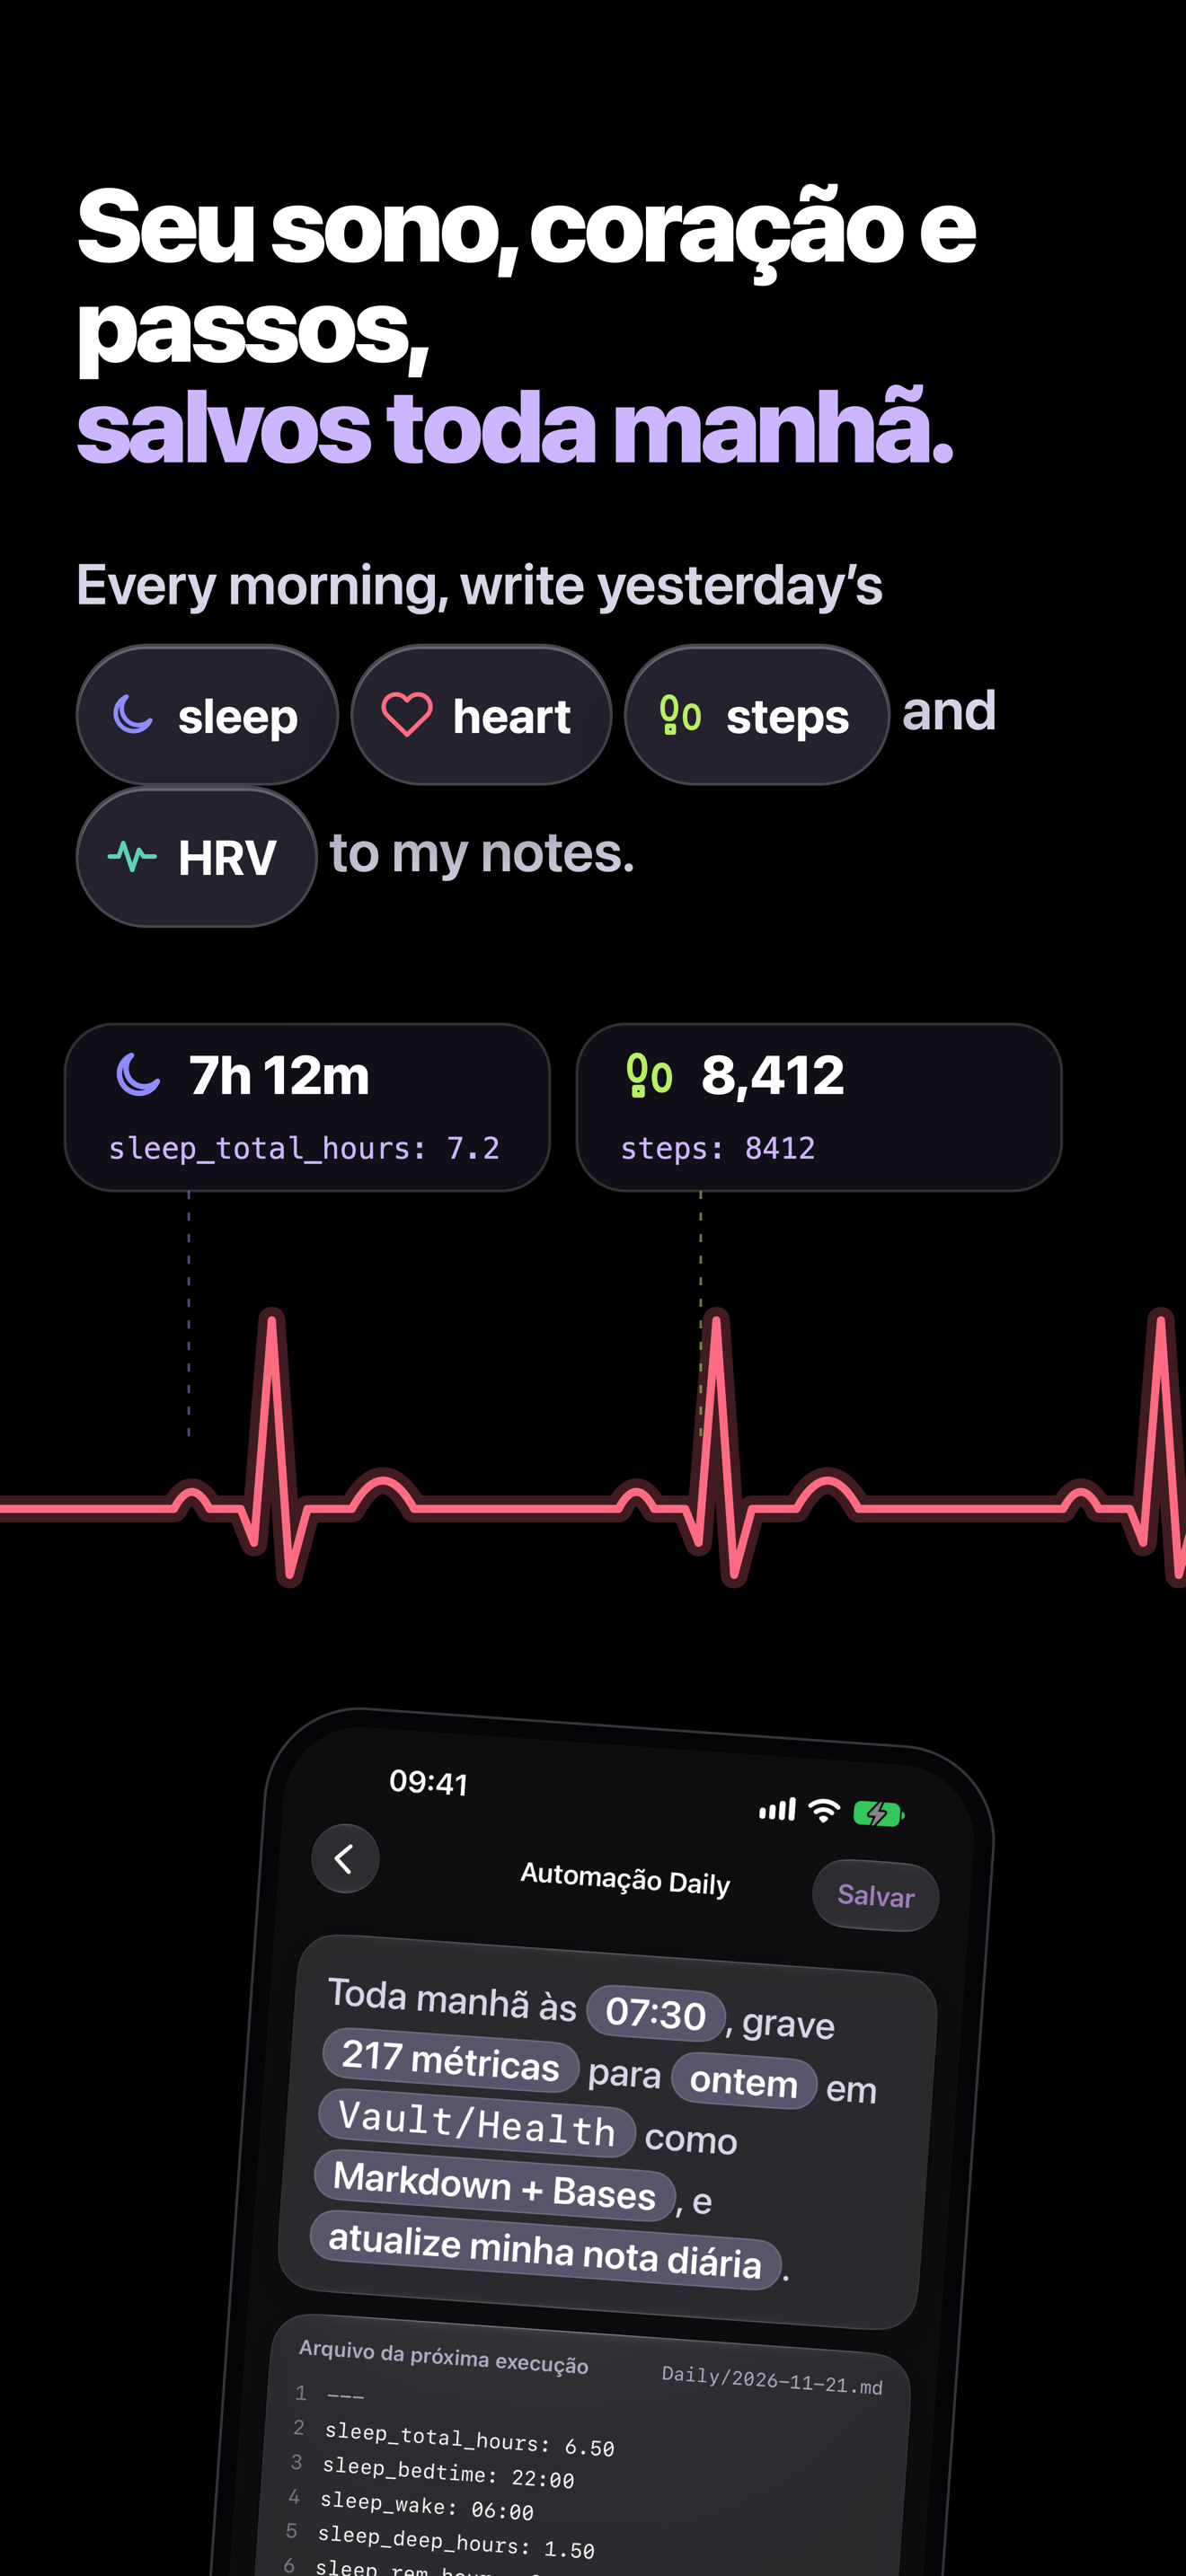 Seu sono, coração e
passos,
salvos toda manhã.
Every morning, write yesterday’s
sleep heart steps and
HRV to my notes.
7h 12m
sleep_total_hours: 7.2
8,412
steps: 8412
09:41
Automação Daily
Salvar
Toda manhã às 07:30, grave
217 métricas para ontem em
Vault/Health como
Markdown + Bases, e
atualize minha nota diária.
Arquivo da próxima execução Daily/2026-11-21.md
1 ---
2 sleep_total_hours: 6.50
3 sleep_bedtime: 22:00
4 sleep_wake: 06:00
5 sleep_deep_hours: 1.50
6